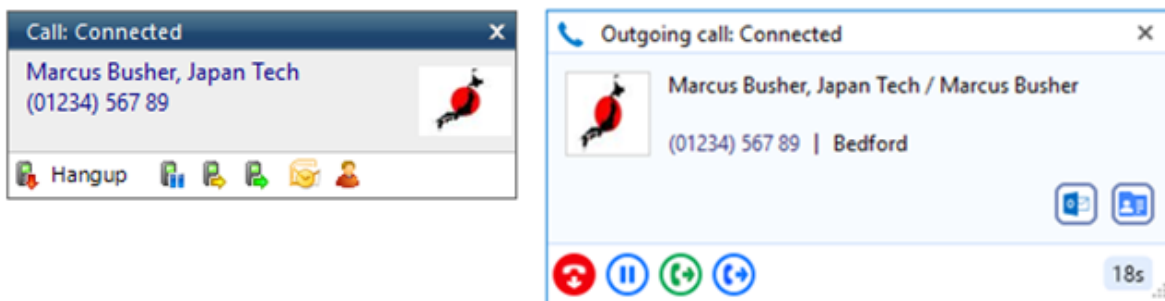 Call: Connected
Marcus Busher, Japan Tech
(01234) 567 89
Hangup
Outgoing call: Connected
Marcus Busher, Japan Tech / Marcus Busher
(01234) 567 89 | Bedford
18s